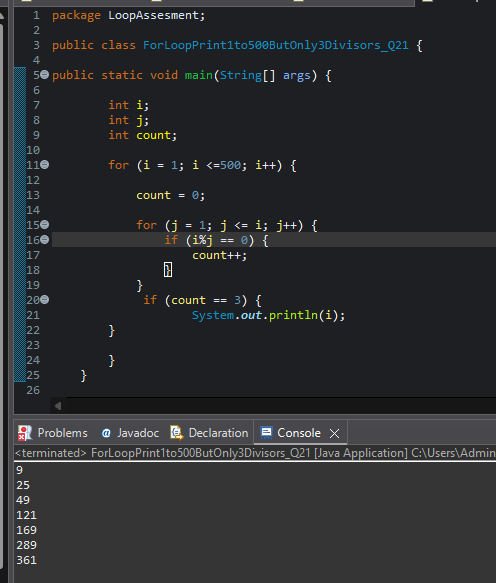 1 package LoopAssesment;
2
3 public class ForLoopPrint1to500ButOnly3Divisors_Q21 {
4
5 public static void main(String[] args) {
6
7 int i;
8 int j;
9 int count;
10
11 for (i = 1; i <=500; i++) {
12
13 count = 0;
14
15 for (j = 1; j <= i; j++) {
16 if (i%j == 0) {
17 count++;
18 }
19 }
20 if (count == 3) {
21 System.out.println(i);
22 }
23
24 }
25 }
26
Problems @ Javadoc Declaration Console
<terminated> ForLoopPrint1to500ButOnly3Divisors_Q21 [Java Application] C:\Users\Admin
9
25
49
121
169
289
361